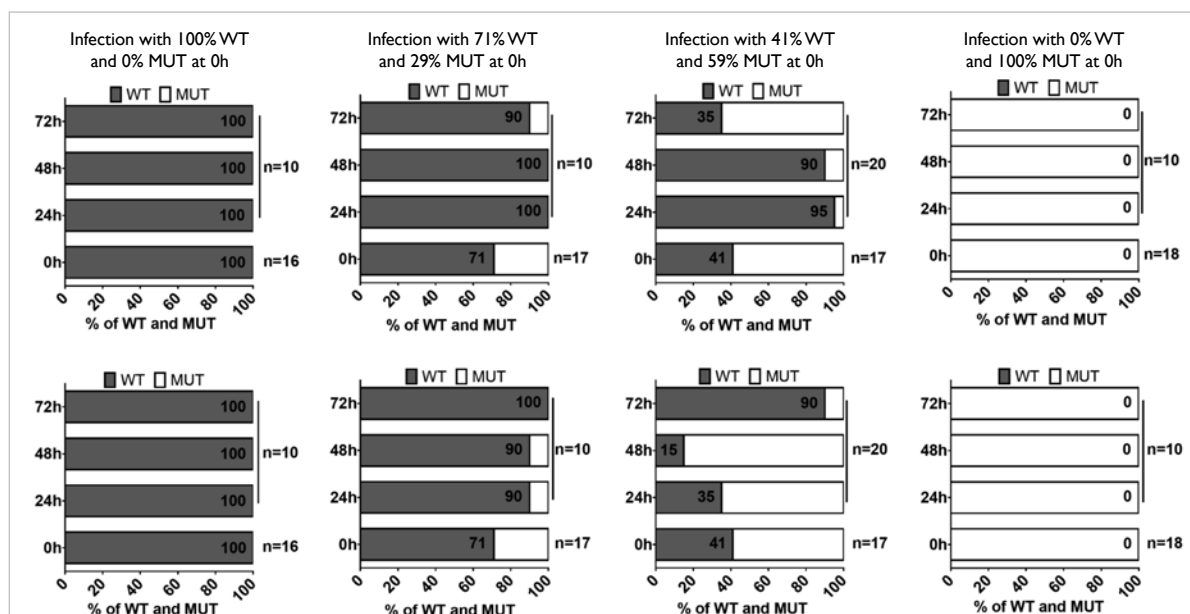 Infection with 100% WT
and 0% MUT at 0h
WT MUT
72h 100
48h 100 n=10
24h 100
0h 100 n=16
0 20 40 60 80 100
% of WT and MUT
Infection with 71% WT
and 29% MUT at 0h
WT MUT
72h 90
48h 100 n=10
24h 100
0h 71 n=17
0 20 40 60 80 100
% of WT and MUT
Infection with 41% WT
and 59% MUT at 0h
WT MUT
72h 35
48h 90 n=20
24h 95
0h 41 n=17
0 20 40 60 80 100
% of WT and MUT
Infection with 0% WT
and 100% MUT at 0h
WT MUT
72h 0
48h 0 n=10
24h 0
0h 0 n=18
0 20 40 60 80 100
% of WT and MUT
WT MUT
72h 100
48h 100 n=10
24h 100
0h 100 n=16
0 20 40 60 80 100
% of WT and MUT
WT MUT
72h 100
48h 90 n=10
24h 90
0h 71 n=17
0 20 40 60 80 100
% of WT and MUT
WT MUT
72h 90
48h 15 n=20
24h 35
0h 41 n=17
0 20 40 60 80 100
% of WT and MUT
WT MUT
72h 0
48h 0 n=10
24h 0
0h 0 n=18
0 20 40 60 80 100
% of WT and MUT